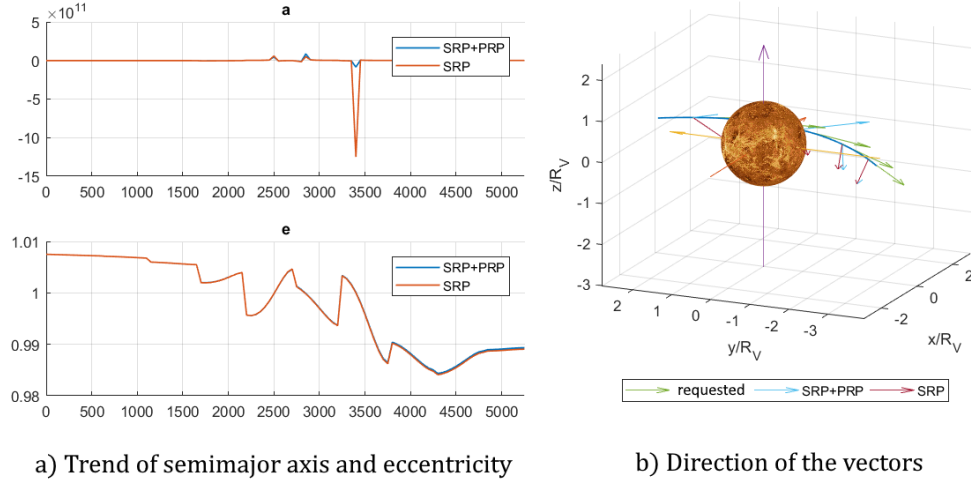 a
×10^11
5
0
-5
-10
-15
SRP+PRP
SRP
0 500 1000 1500 2000 2500 3000 3500 4000 4500 5000
e
1.01
1
0.99
0.98
SRP+PRP
SRP
0 500 1000 1500 2000 2500 3000 3500 4000 4500 5000
a) Trend of semimajor axis and eccentricity
z/R_V
2
1
0
-1
-2
-3
2 1 0 -1 -2 -3
y/R_V
-2 0 2
x/R_V
requested SRP+PRP SRP
b) Direction of the vectors